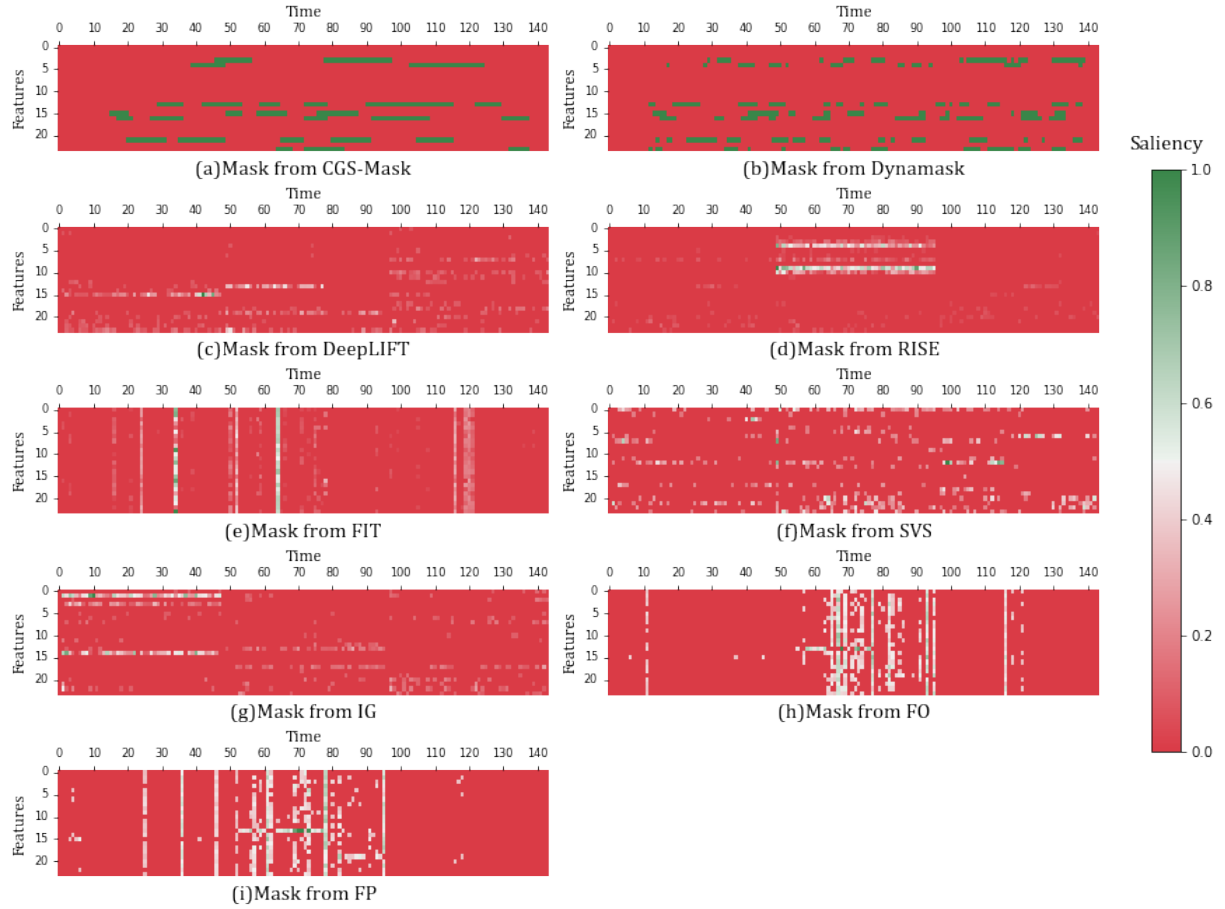 Time
0 10 20 30 40 50 60 70 80 90 100 110 120 130 140
Features
0
5
10
15
20
(a)Mask from CGS-Mask
Time
0 10 20 30 40 50 60 70 80 90 100 110 120 130 140
Features
0
5
10
15
20
(b)Mask from Dynamask
Time
0 10 20 30 40 50 60 70 80 90 100 110 120 130 140
Features
0
5
10
15
20
(c)Mask from DeepLIFT
Time
0 10 20 30 40 50 60 70 80 90 100 110 120 130 140
Features
0
5
10
15
20
(d)Mask from RISE
Time
0 10 20 30 40 50 60 70 80 90 100 110 120 130 140
Features
0
5
10
15
20
(e)Mask from FIT
Time
0 10 20 30 40 50 60 70 80 90 100 110 120 130 140
Features
0
5
10
15
20
(f)Mask from SVS
Time
0 10 20 30 40 50 60 70 80 90 100 110 120 130 140
Features
0
5
10
15
20
(g)Mask from IG
Time
0 10 20 30 40 50 60 70 80 90 100 110 120 130 140
Features
0
5
10
15
20
(h)Mask from FO
Time
0 10 20 30 40 50 60 70 80 90 100 110 120 130 140
Features
0
5
10
15
20
(i)Mask from FP
Saliency
1.0
0.8
0.6
0.4
0.2
0.0